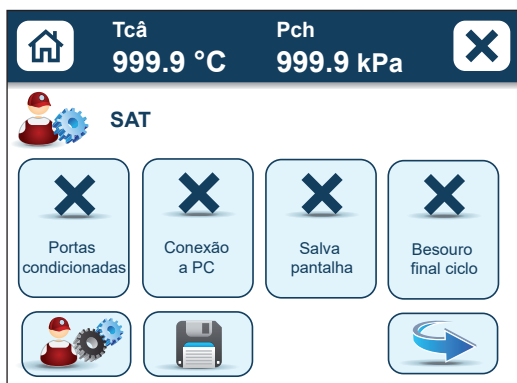 Tcâ
Pch
999.9 °C
999.9 kPa
SAT
Portas
condicionadas
Conexão
a PC
Salva
pantalha
Besouro
final ciclo